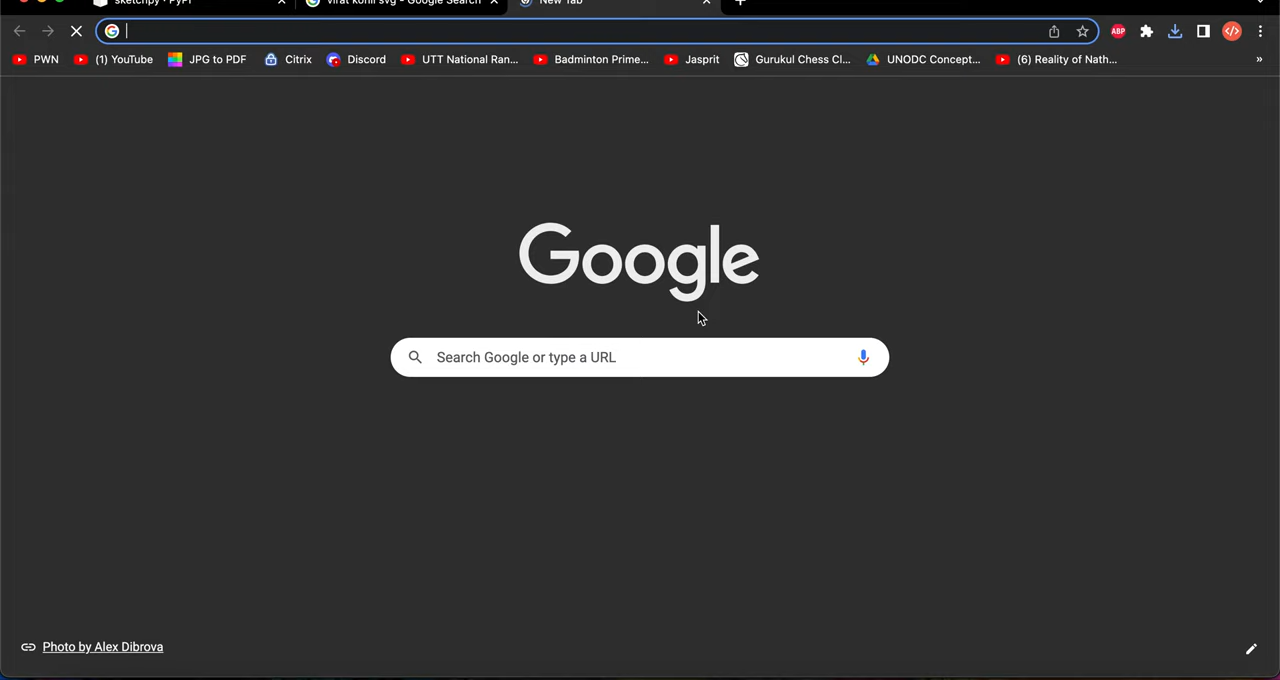 sketchpy · PyPI
virat kohli svg - Google Search
New Tab
PWN
(1) YouTube
JPG to PDF
Citrix
Discord
UTT National Ran...
Badminton Prime...
Jasprit
Gurukul Chess Cl...
UNODC Concept...
(6) Reality of Nath...
»
ABP
Google
Search Google or type a URL
Photo by Alex Dibrova